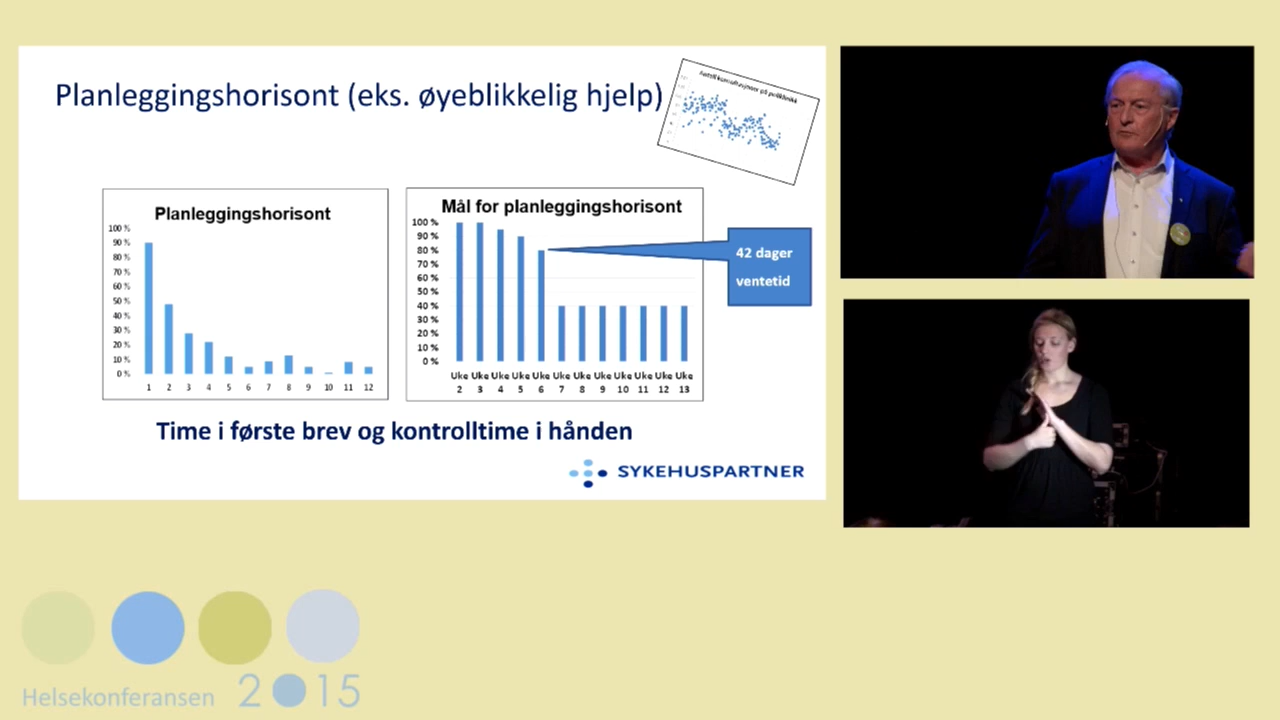 Planleggingshorisont (eks. øyeblikkelig hjelp)
Antall konsultasjoner på poliklinikk
Planleggingshorisont
100 %
90 %
80 %
70 %
60 %
50 %
40 %
30 %
20 %
10 %
0 %
1 2 3 4 5 6 7 8 9 10 11 12
Mål for planleggingshorisont
100 %
90 %
80 %
70 %
60 %
50 %
40 %
30 %
20 %
10 %
0 %
Uke Uke Uke Uke Uke Uke Uke Uke Uke Uke Uke Uke
2 3 4 5 6 7 8 9 10 11 12 13
42 dager
ventetid
Time i første brev og kontrolltime i hånden
SYKEHUSPARTNER
Helsekonferansen 2015